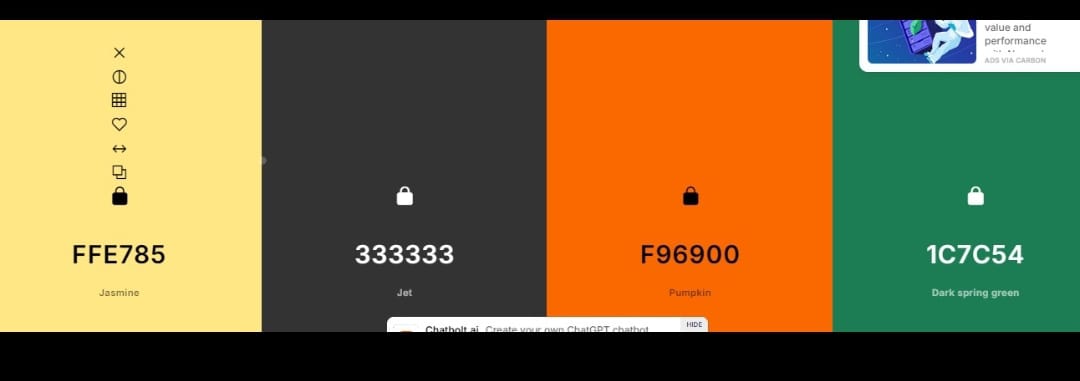 value and
performance
ADS VIA CARBON
FFE785
333333
F96900
1C7C54
Jasmine
Jet
Pumpkin
Dark spring green
Chatbolt.ai Create your own ChatGPT chatbot
HIDE